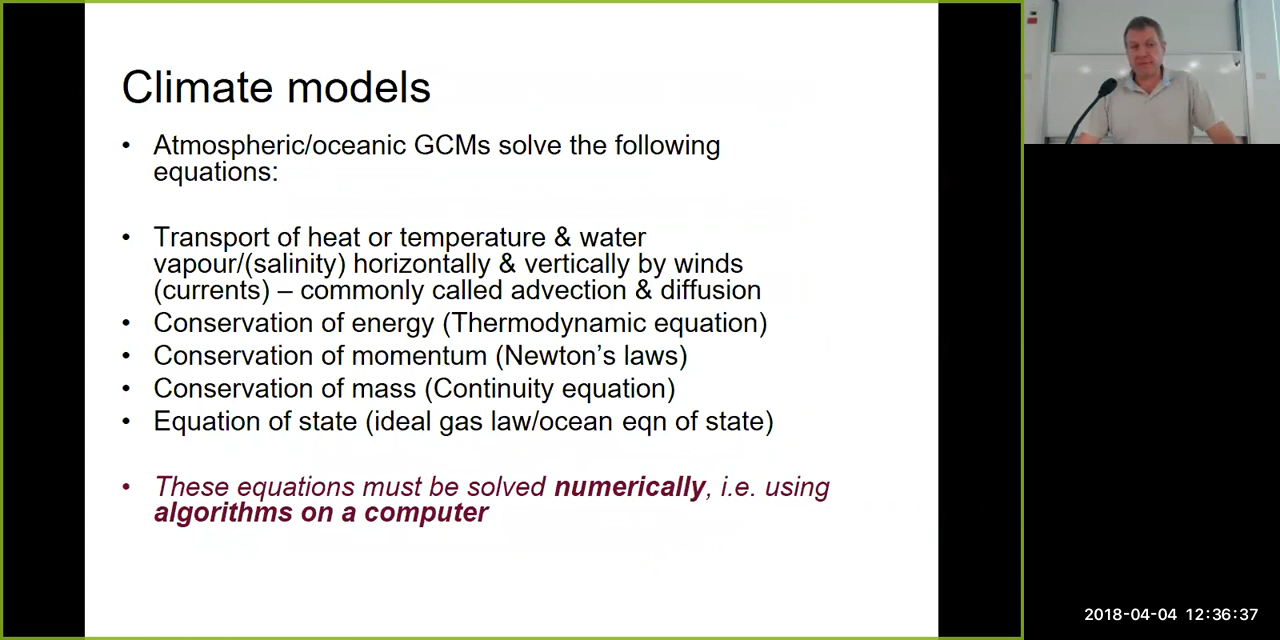 Climate models
• Atmospheric/oceanic GCMs solve the following
equations:
• Transport of heat or temperature & water
vapour/(salinity) horizontally & vertically by winds
(currents) – commonly called advection & diffusion
• Conservation of energy (Thermodynamic equation)
• Conservation of momentum (Newton’s laws)
• Conservation of mass (Continuity equation)
• Equation of state (ideal gas law/ocean eqn of state)
• These equations must be solved numerically, i.e. using
algorithms on a computer
2018-04-04 12:36:37